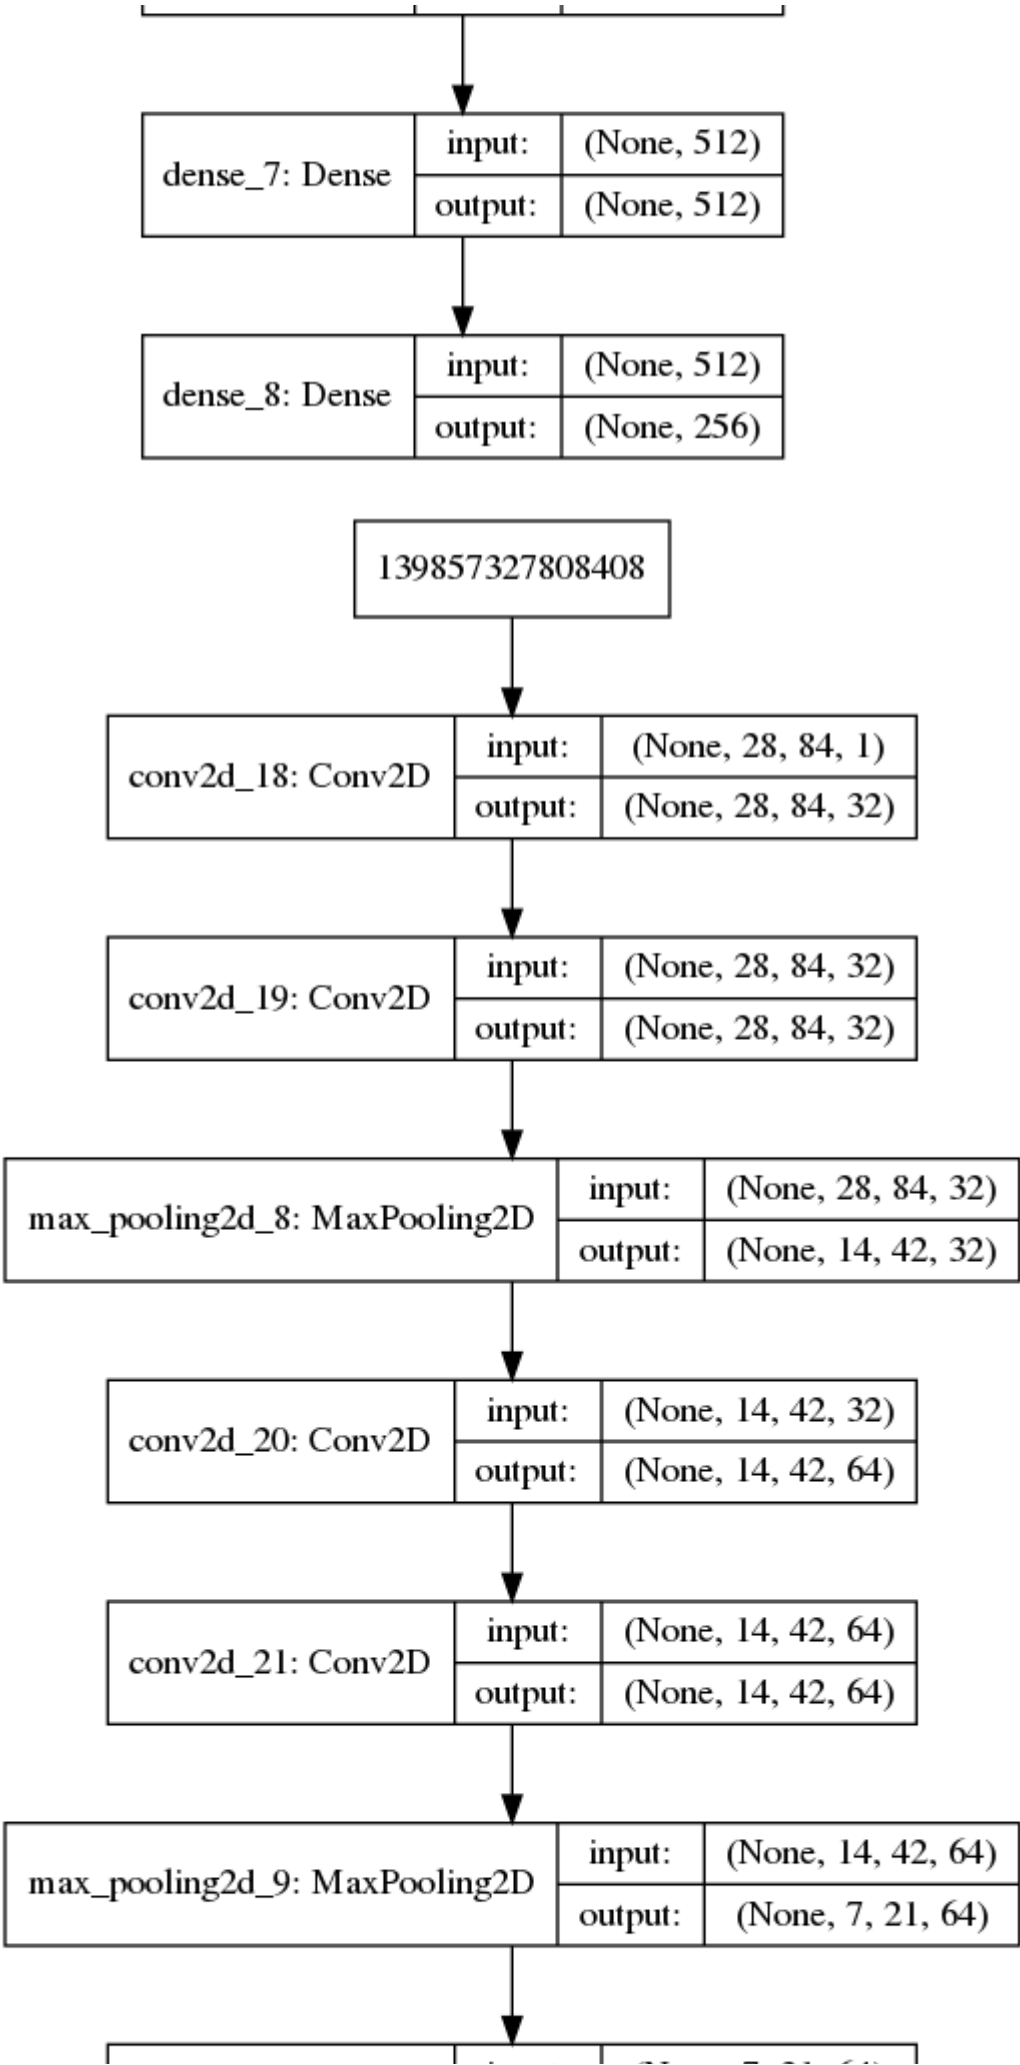 dense_7: Dense
input:
(None, 512)
output:
(None, 512)
dense_8: Dense
input:
(None, 512)
output:
(None, 256)
139857327808408
conv2d_18: Conv2D
input:
(None, 28, 84, 1)
output:
(None, 28, 84, 32)
conv2d_19: Conv2D
input:
(None, 28, 84, 32)
output:
(None, 28, 84, 32)
max_pooling2d_8: MaxPooling2D
input:
(None, 28, 84, 32)
output:
(None, 14, 42, 32)
conv2d_20: Conv2D
input:
(None, 14, 42, 32)
output:
(None, 14, 42, 64)
conv2d_21: Conv2D
input:
(None, 14, 42, 64)
output:
(None, 14, 42, 64)
max_pooling2d_9: MaxPooling2D
input:
(None, 14, 42, 64)
output:
(None, 7, 21, 64)